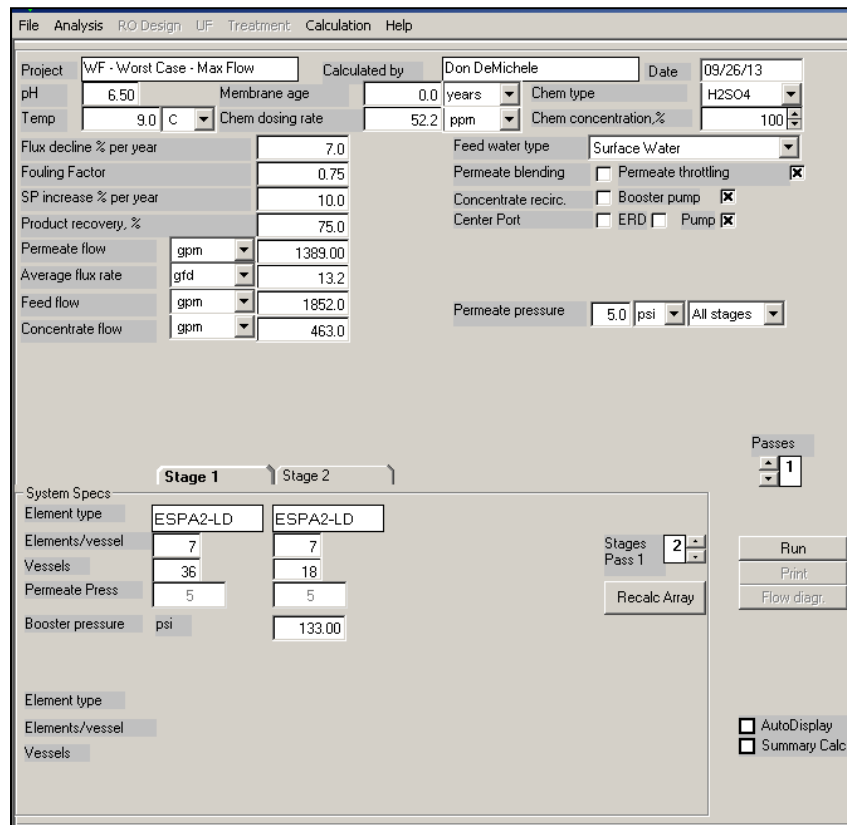 File Analysis RO Design UF Treatment Calculation Help
Project WF - Worst Case - Max Flow Calculated by Don DeMichele Date 09/26/13
pH 6.50 Membrane age 0.0 years Chem type H2SO4
Temp 9.0 C Chem dosing rate 52.2 ppm Chem concentration,% 100
Flux decline % per year 7.0 Feed water type Surface Water
Fouling Factor 0.75 Permeate blending Permeate throttling
SP increase % per year 10.0 Concentrate recirc. Booster pump
Product recovery, % 75.0 Center Port ERD Pump
Permeate flow gpm 1389.00
Average flux rate gfd 13.2
Feed flow gpm 1852.0 Permeate pressure 5.0 psi All stages
Concentrate flow gpm 463.0
Passes
1
Stage 1 Stage 2
System Specs
Element type ESPA2-LD ESPA2-LD
Elements/vessel 7 7 Stages 2 Run
Vessels 36 18 Pass 1 Print
Permeate Press 5 5 Recalc Array Flow diagr.
Booster pressure psi 133.00
Element type
Elements/vessel AutoDisplay
Vessels Summary Calc